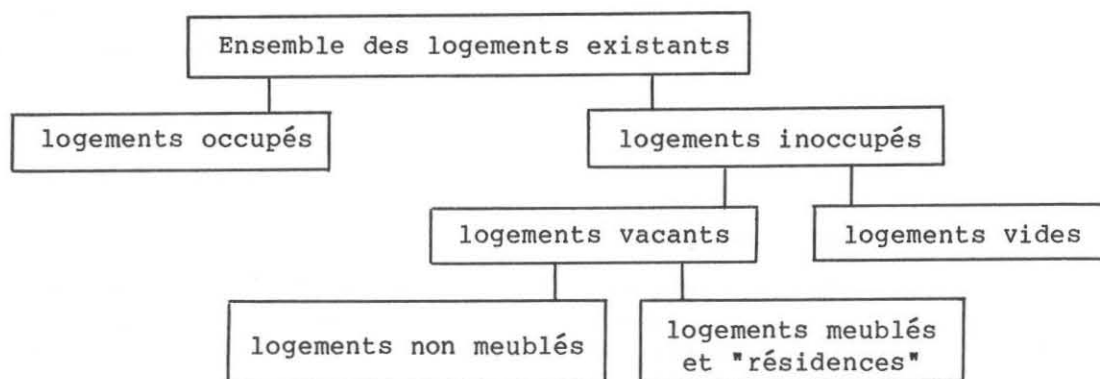 Ensemble des logements existants
logements occupés
logements inoccupés
logements vacants
logements vides
logements non meublés
logements meublés
et "résidences"